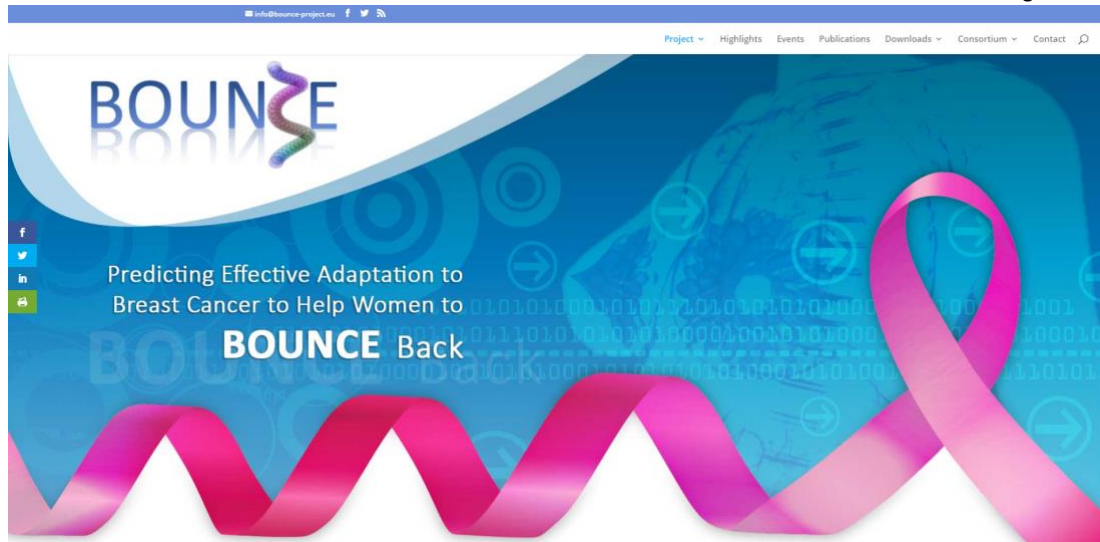 info@bounce-project.eu
Project Highlights Events Publications Downloads Consortium Contact
BOUNCE
Predicting Effective Adaptation to
Breast Cancer to Help Women to
BOUNCE Back